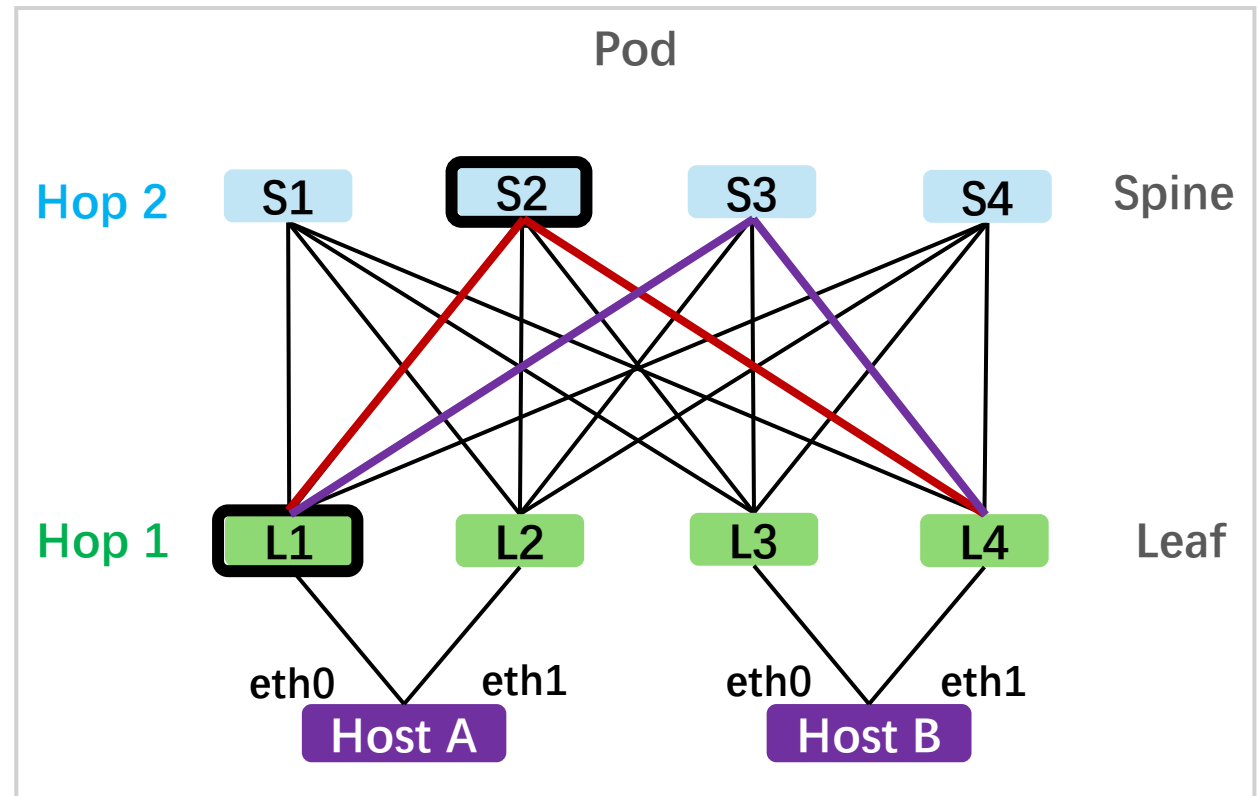 Pod
Hop 2
S1
S2
S3
S4
Spine
Hop 1
L1
L2
L3
L4
Leaf
eth0
eth1
eth0
eth1
Host A
Host B